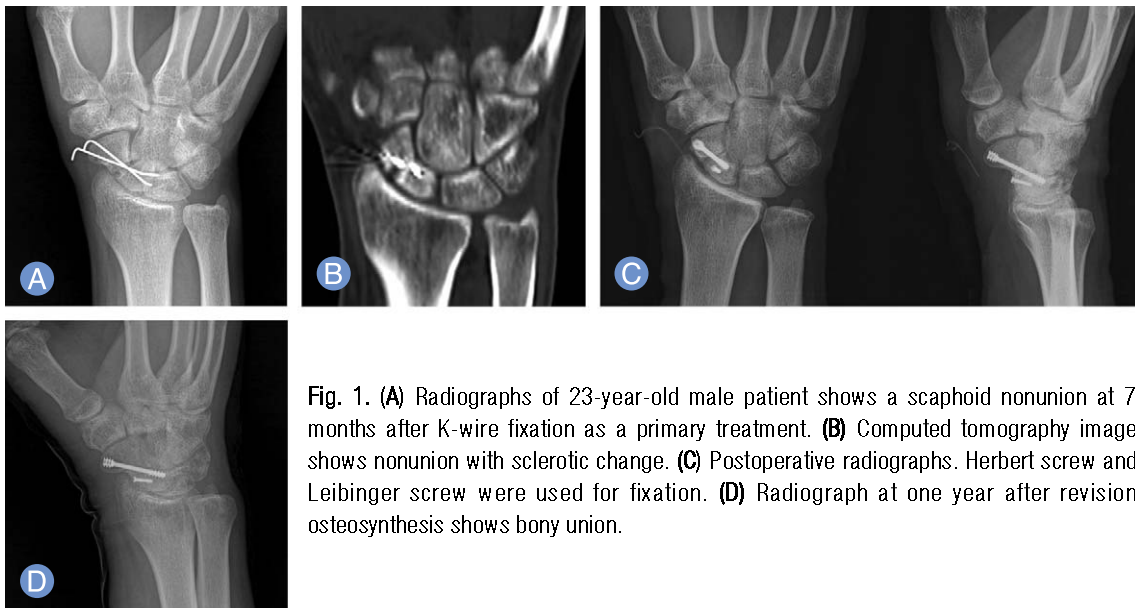 A
B
C
D
Fig. 1. (A) Radiographs of 23-year-old male patient shows a scaphoid nonunion at 7
months after K-wire fixation as a primary treatment. (B) Computed tomography image
shows nonunion with sclerotic change. (C) Postoperative radiographs. Herbert screw and
Leibinger screw were used for fixation. (D) Radiograph at one year after revision
osteosynthesis shows bony union.